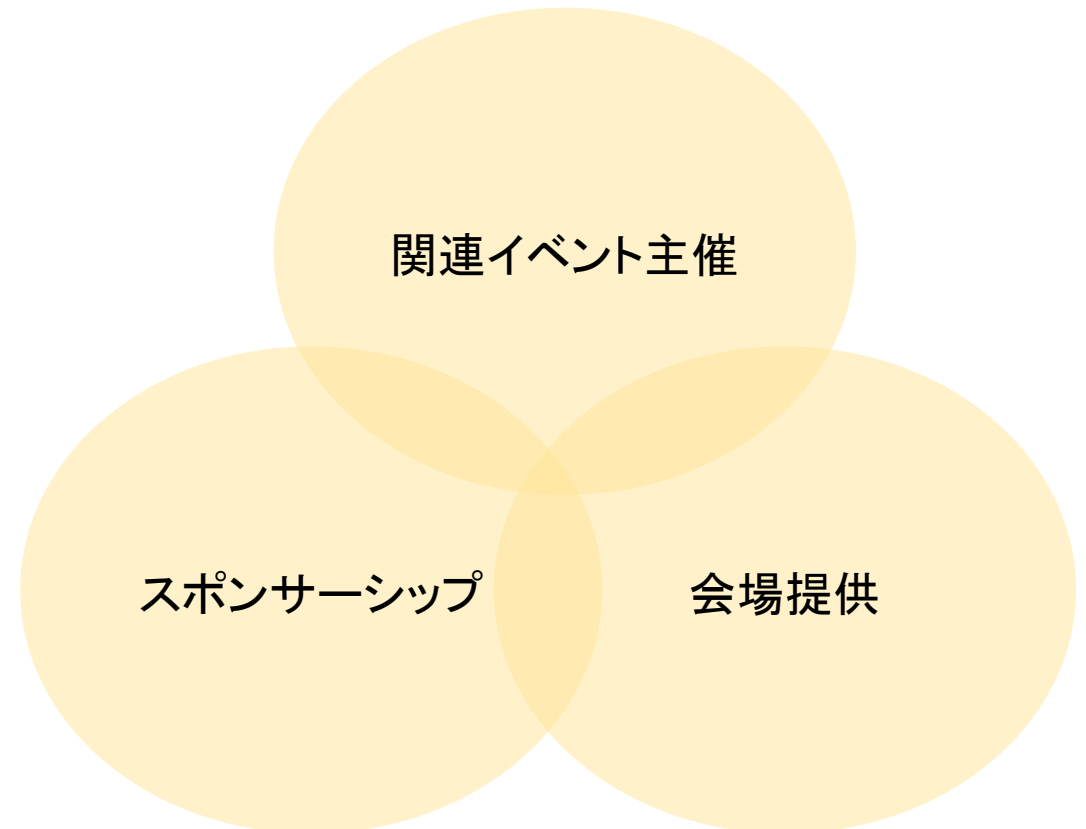 関連イベント主催
スポンサーシップ
会場提供